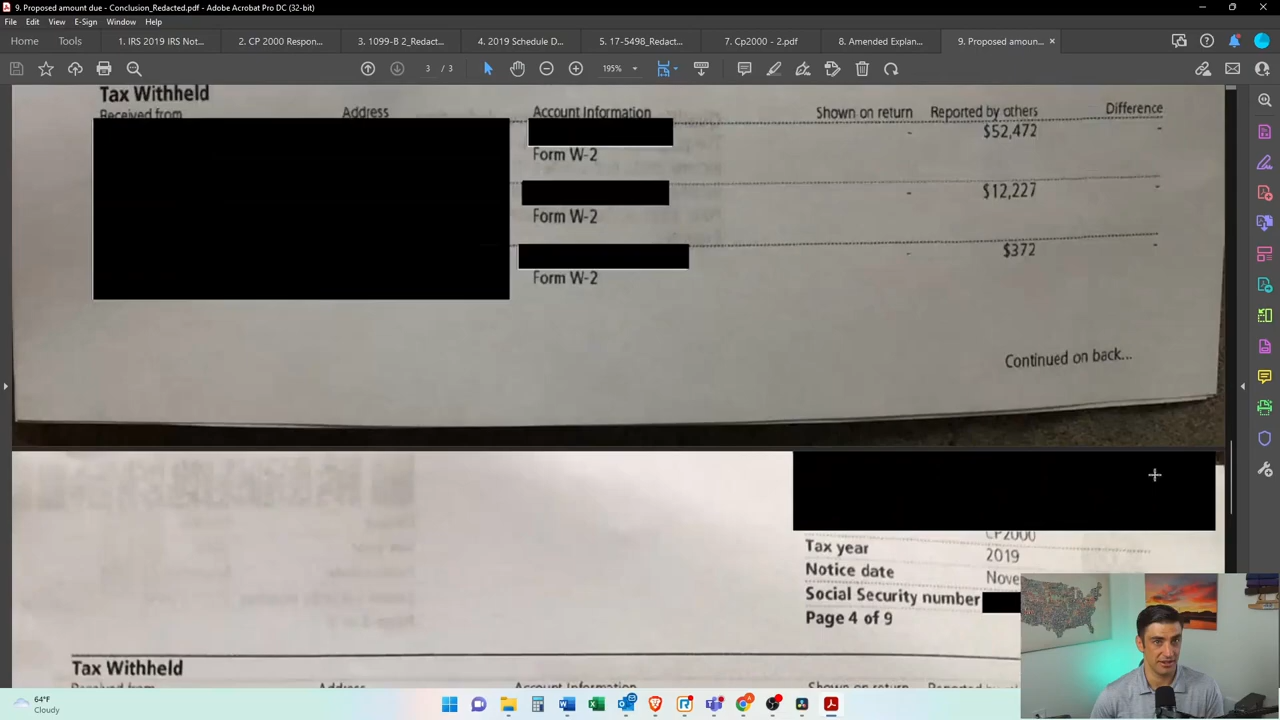 9. Proposed amount due - Conclusion_Redacted.pdf - Adobe Acrobat Pro DC (32-bit)
File Edit View E-Sign Window Help
Home Tools 1. IRS 2019 IRS Not... 2. CP 2000 Respon... 3. 1099-B 2_Redact... 4. 2019 Schedule D... 5. 17-5498_Redact... 7. Cp2000 - 2.pdf 8. Amended Explan... 9. Proposed amoun... ×
3 / 3 195%
Tax Withheld
Received from Address Account Information Shown on return Reported by others Difference
- $52,472 -
Form W-2
- $12,227 -
Form W-2
- $372 -
Form W-2
Continued on back...
CP2000
Tax year 2019
Notice date Nove
Social Security number
Page 4 of 9
Tax Withheld
Received from Address Account Information Shown on return
64°F
Cloudy